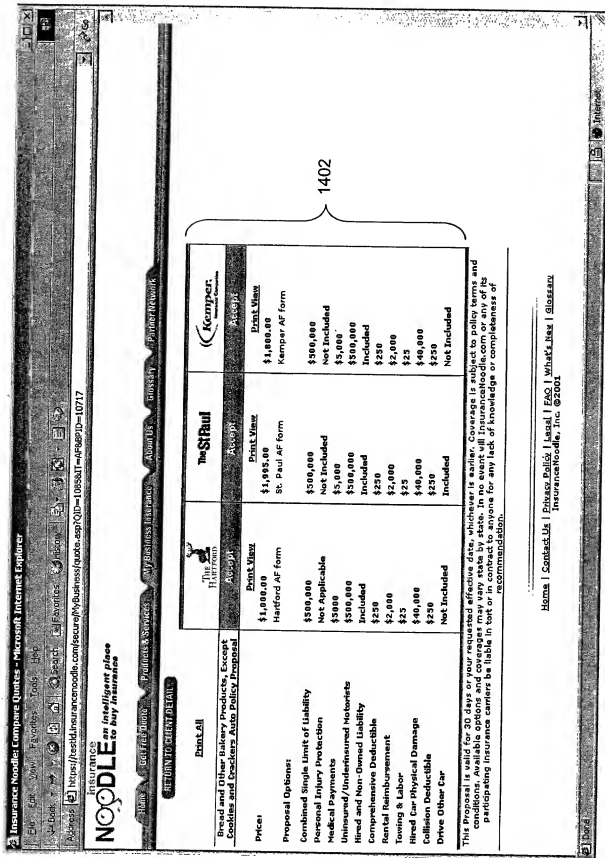 Insurance Noodle: Compare Quotes - Microsoft Internet Explorer
File Edit View Favorites Tools Help
Back Search Favorites History
Address https://testid.insurancenoodle.com/secure/MyBusiness/quote.asp?QID=10858IT=AF&BPID=10717 Go
insurance
NOODLE an intelligent place
to buy insurance
Home Get Free Quote Products & Services My Business Insurance About Us Glossary Partner Network
RETURN TO CLIENT DETAILS
THE HARTFORD The St Paul Kemper Insurance Companies
Print All Accept Accept Accept
Bread and Other Bakery Products, Except
Cookies and Crackers Auto Policy Proposal
Print View Print View Print View
Price: $1,000.00 $1,995.00 $1,800.00
Hartford AF form St. Paul AF form Kemper AF form
Proposal Options:
Combined Single Limit of Liability $500,000 $500,000 $500,000
Personal Injury Protection Not Applicable Not Included Not Included
Medical Payments $5000 $5,000 $5,000
Uninsured/Underinsured Motorists $500,000 $500,000 $500,000
Hired and Non-Owned Liability Included Included Included
Comprehensive Deductible $250 $250 $250
Rental Reimbursement $2,000 $2,000 $2,000
Towing & Labor $25 $25 $25
Hired Car Physical Damage $40,000 $40,000 $40,000
Collision Deductible $250 $250 $250
Drive Other Car Not Included Included Not Included
1402
This Proposal is valid for 30 days or your requested effective date, whichever is earlier. Coverage is subject to policy terms and
conditions. Available options and coverages may vary state by state. In no event will InsuranceNoodle.com or any of its
participating insurance carriers be liable in tort or in contract to anyone for any lack of knowledge or completeness of
recommendation.
Home | Contact Us | Privacy Policy | Legal | FAQ | What's New | Glossary
InsuranceNoodle, Inc. ©2001
Done Internet